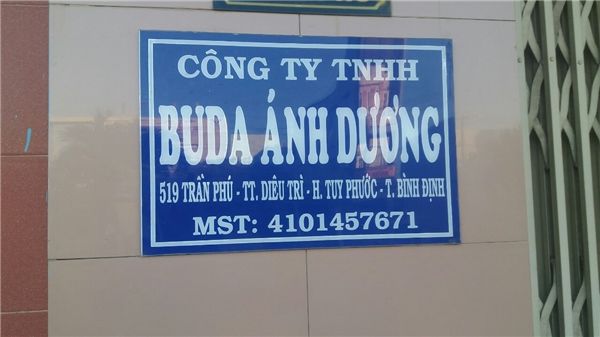 CÔNG TY TNHH
BUDA ÁNH DƯƠNG
519 TRẦN PHÚ - TT. DIÊU TRÌ - H. TUY PHƯỚC - T. BÌNH ĐỊNH
MST: 4101457671